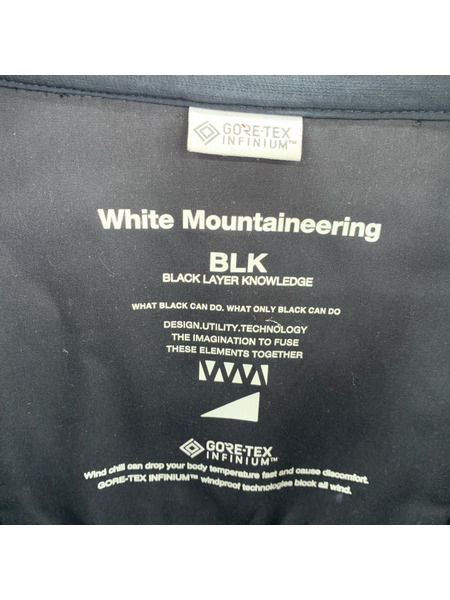 GORE-TEX
INFINIUM™
White Mountaineering
BLK
BLACK LAYER KNOWLEDGE
WHAT BLACK CAN DO. WHAT ONLY BLACK CAN DO
DESIGN.UTILITY.TECHNOLOGY
THE IMAGINATION TO FUSE
THESE ELEMENTS TOGETHER
GORE-TEX
INFINIUM™
Wind chill can drop your body temperature fast and cause discomfort.
GORE-TEX INFINIUM™ windproof technologies block all wind.